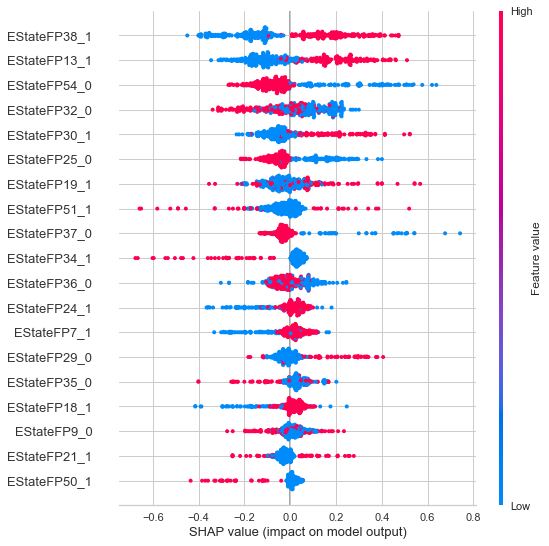 High
EStateFP38_1
EStateFP13_1
EStateFP54_0
EStateFP32_0
EStateFP30_1
EStateFP25_0
EStateFP19_1
EStateFP51_1
EStateFP37_0
EStateFP34_1
EStateFP36_0
EStateFP24_1
EStateFP7_1
EStateFP29_0
EStateFP35_0
EStateFP18_1
EStateFP9_0
EStateFP21_1
EStateFP50_1
Feature value
Low
−0.6 −0.4 −0.2 0.0 0.2 0.4 0.6 0.8
SHAP value (impact on model output)